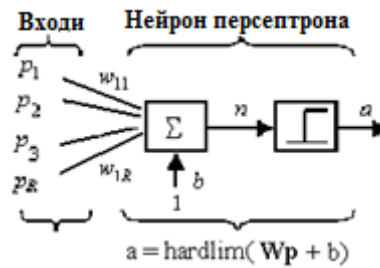 Входи Нейрон персептрона
p1
w11
p2
p3
pR
w1R
Σ
n
a
b
1
a = hardlim( Wp + b)